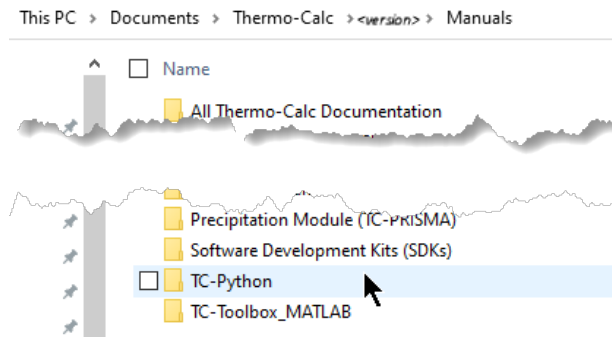 This PC > Documents > Thermo-Calc > <version> > Manuals
Name
All Thermo-Calc Documentation
Precipitation Module (TC-PRISMA)
Software Development Kits (SDKs)
TC-Python
TC-Toolbox_MATLAB